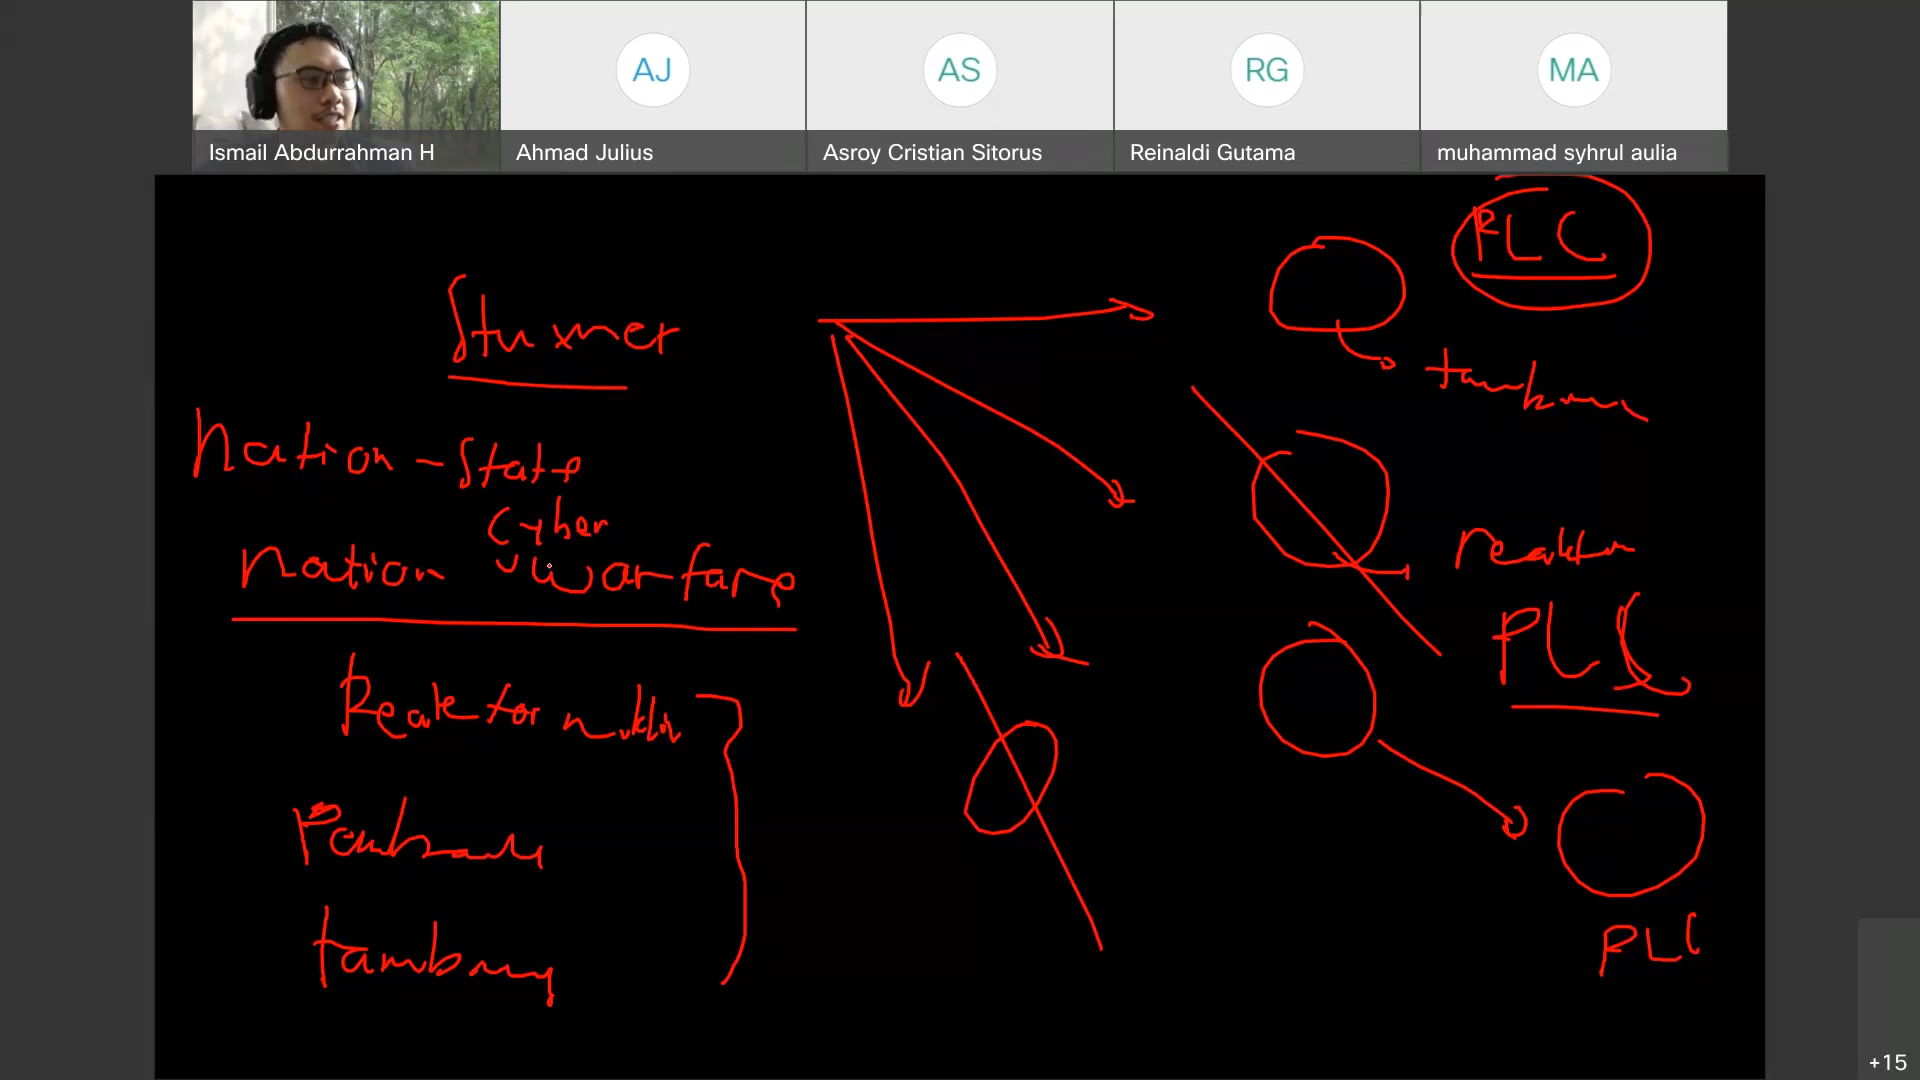 AJ
AS
RG
MA
Ismail Abdurrahman H
Ahmad Julius
Asroy Cristian Sitorus
Reinaldi Gutama
muhammad syhrul aulia
PLC
Stuxner
Nation - State
Cyber
nation warfare
PLC
Reaktor nuklir
tambang
PLC
+15